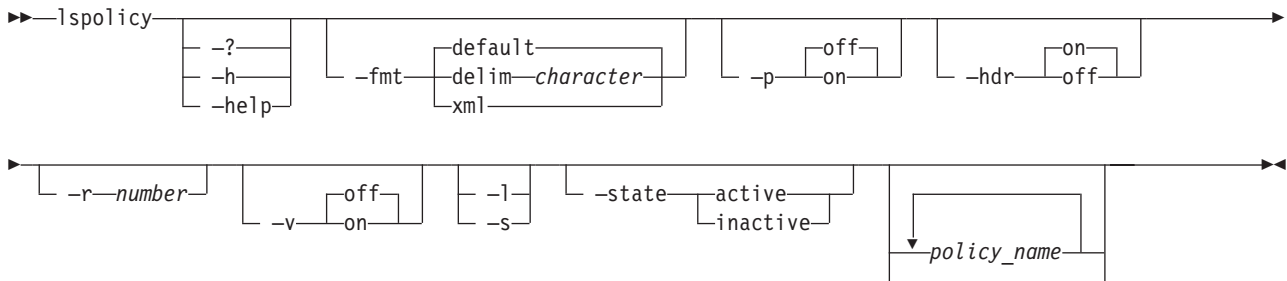 lspolicy -? -h -help -fmt default delim character xml -p off on -hdr on off
-r number -v off on -l -s -state active inactive policy_name